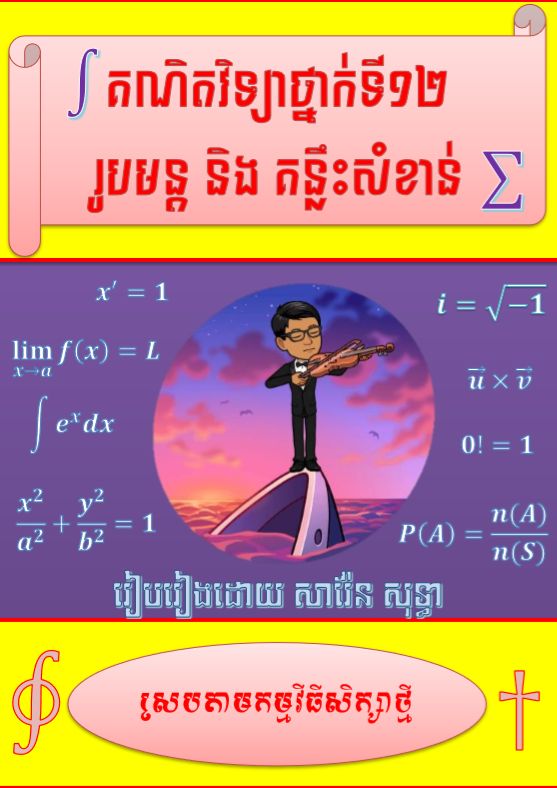 ∫ គណិតវិទ្យាថ្នាក់ទី១២
រូបមន្ត និង គន្លឹះសំខាន់ ∑
x′ = 1
i = √−1
lim x→a f(x) = L
u⃗ × v⃗
∫ eˣdx
0! = 1
x²/a² + y²/b² = 1
P(A) = n(A)/n(S)
រៀបរៀងដោយ សាវ៉ែន សុទ្ធា
∮ ស្របតាមកម្មវិធីសិក្សាថ្មី †